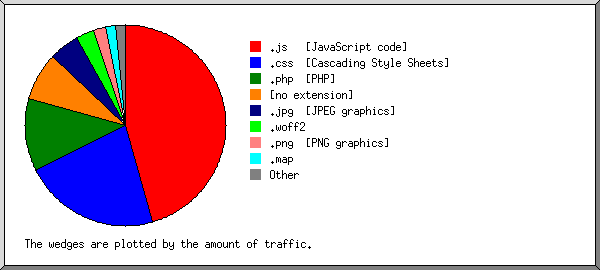 .js [JavaScript code]
.css [Cascading Style Sheets]
.php [PHP]
[no extension]
.jpg [JPEG graphics]
.woff2
.png [PNG graphics]
.map
Other
The wedges are plotted by the amount of traffic.